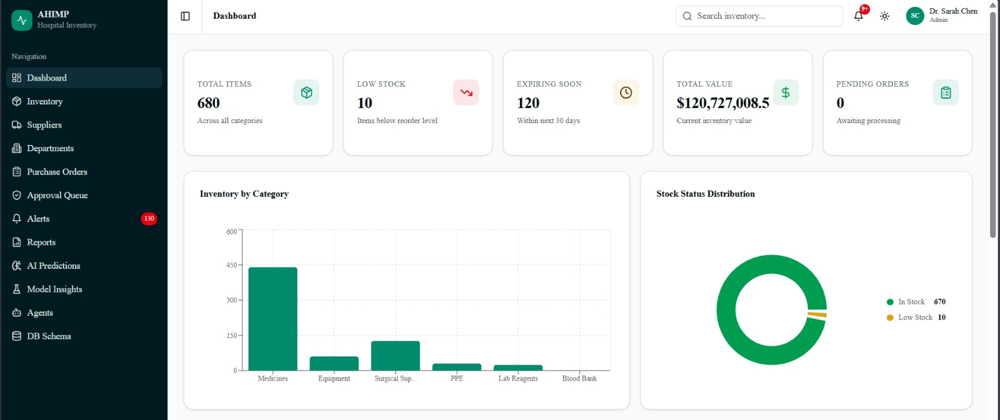 AHIMP
Hospital Inventory
Navigation
Dashboard
Inventory
Suppliers
Departments
Purchase Orders
Approval Queue
Alerts 130
Reports
AI Predictions
Model Insights
Agents
DB Schema
Dashboard
Search inventory...
9+
SC
Dr. Sarah Chen
Admin
TOTAL ITEMS
680
Across all categories
LOW STOCK
10
Items below reorder level
EXPIRING SOON
120
Within next 30 days
TOTAL VALUE
$120,727,008.5
Current inventory value
$
PENDING ORDERS
0
Awaiting processing
Inventory by Category
600
450
300
150
0
Medicines Equipment Surgical Sup... PPE Lab Reagents Blood Bank
Stock Status Distribution
In Stock 670
Low Stock 10